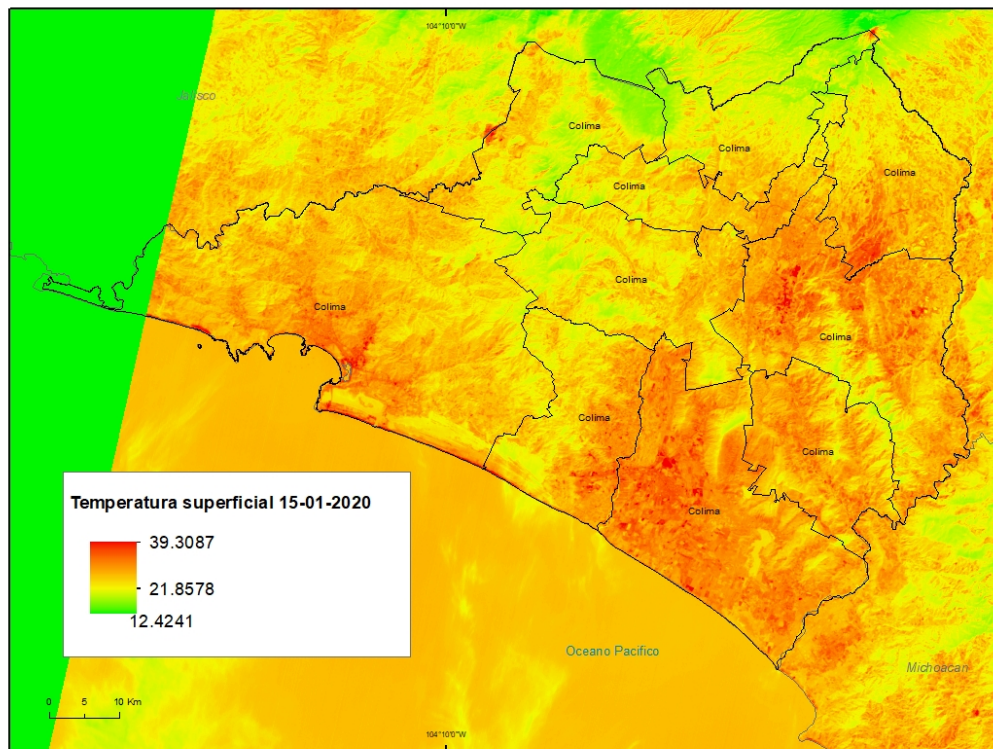 104°10'0"W
Jalisco
Colima
Colima
Colima
Colima
Colima
Colima
Colima
Colima
Colima
Colima
Colima
Temperatura superficial 15-01-2020
39.3087
21.8578
12.4241
Oceano Pacifico
Michoacan
0 5 10 Km
104°10'0"W